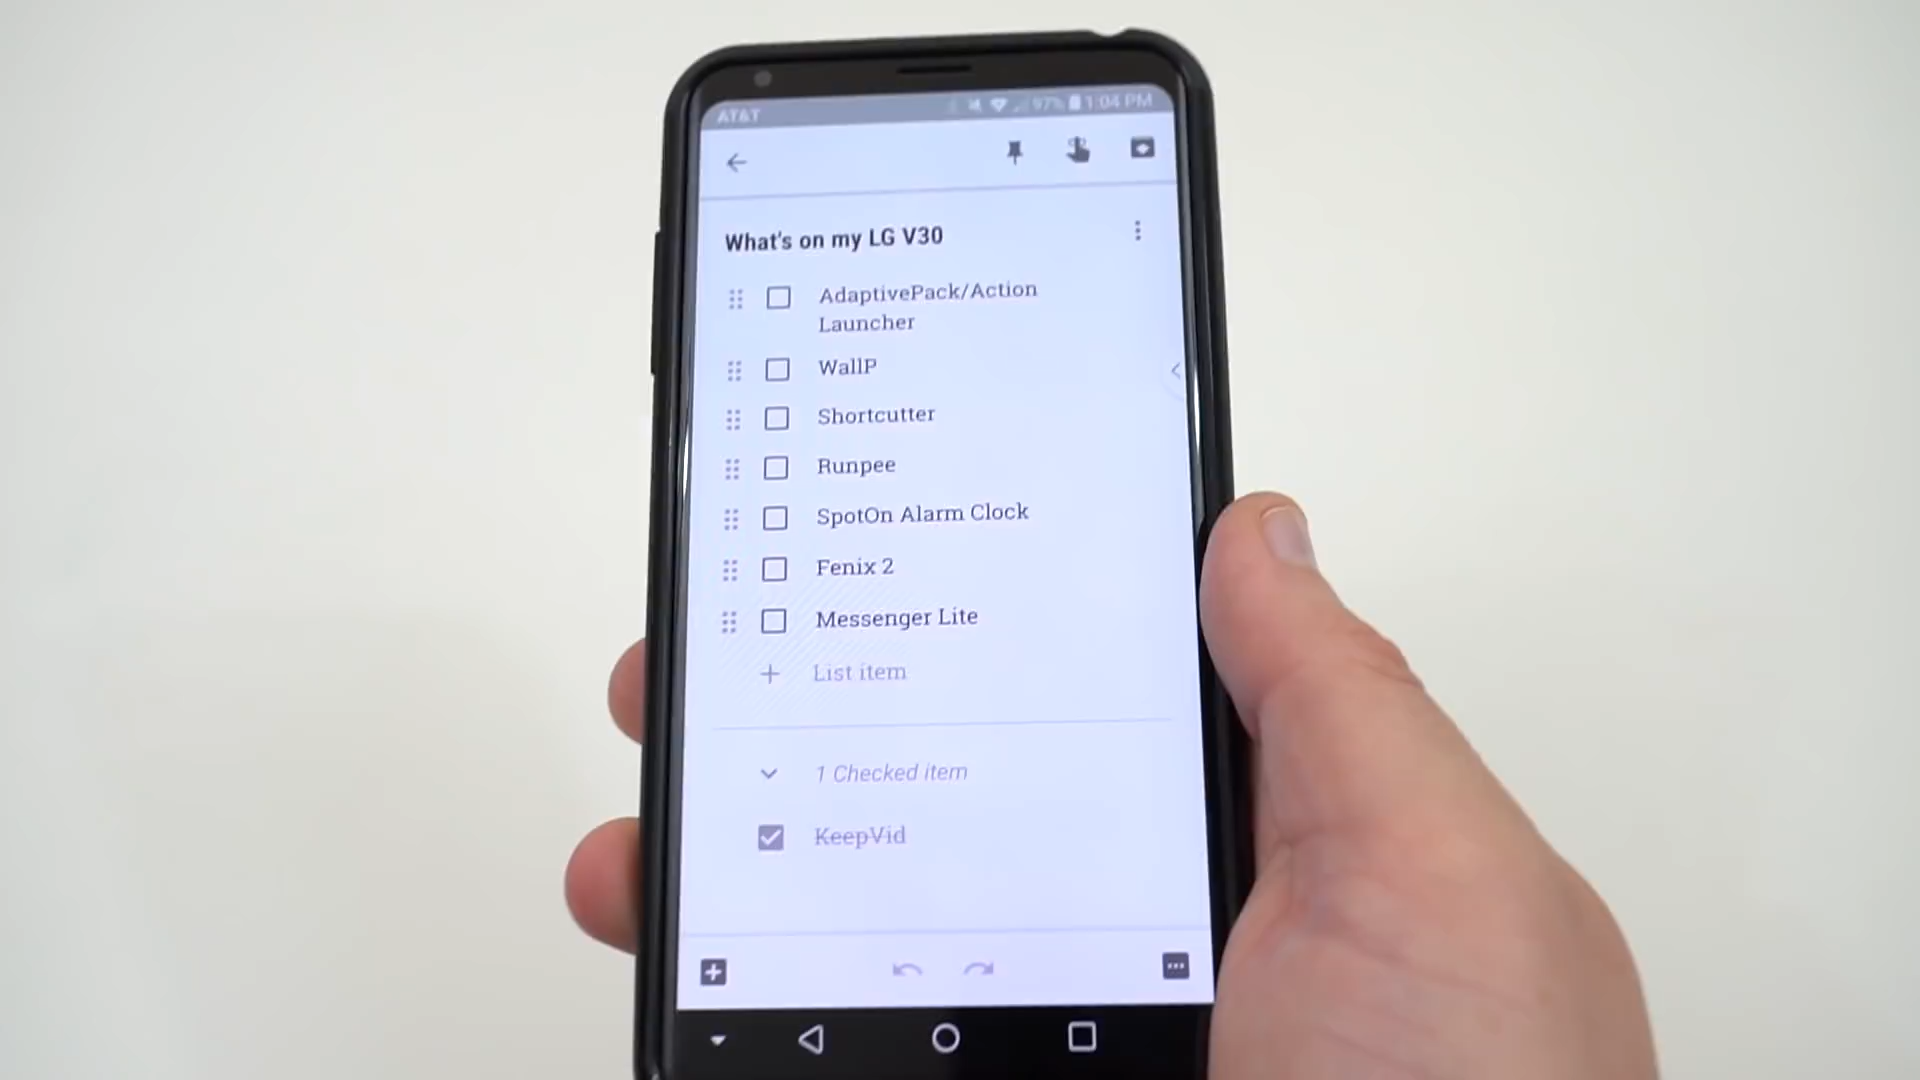 AT&T 97% 1:04 PM
What's on my LG V30
AdaptivePack/Action
Launcher
WallP
Shortcutter
Runpee
SpotOn Alarm Clock
Fenix 2
Messenger Lite
+ List item
1 Checked item
KeepVid